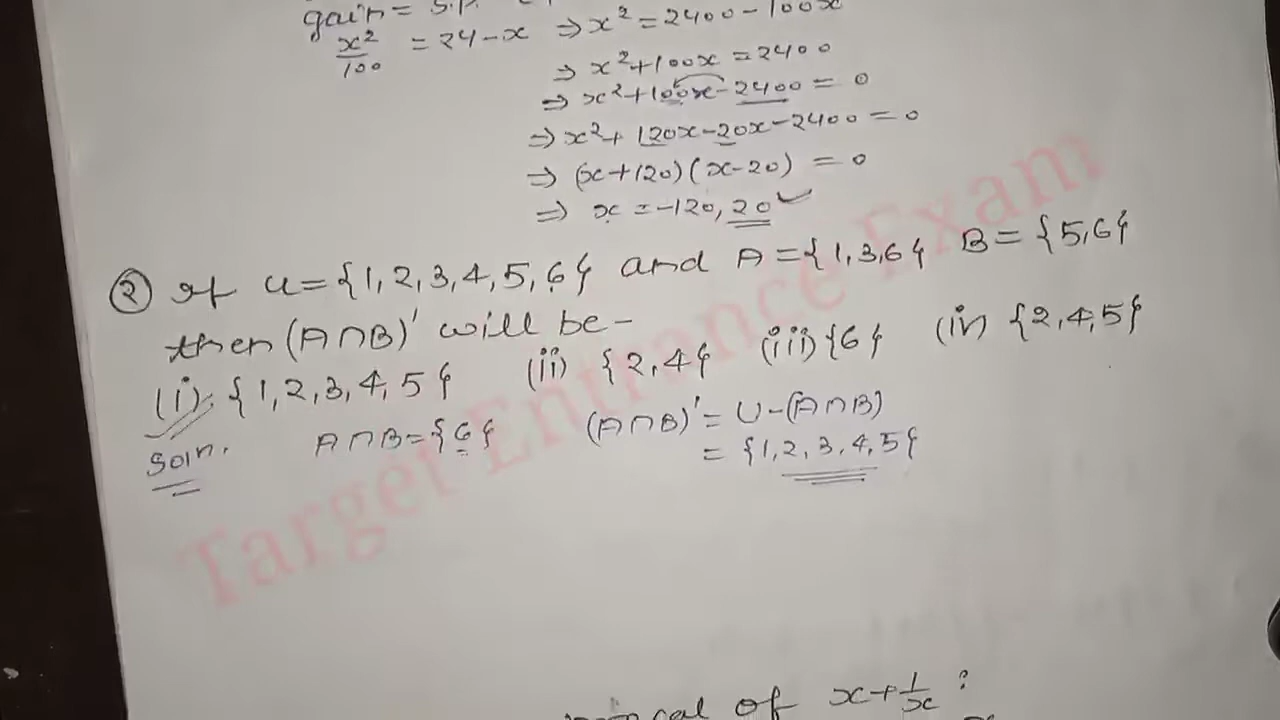 gain = S.P.
x²/100 = 24-x ⇒ x² = 2400 - 100x
⇒ x²+100x = 2400
⇒ x²+100x-2400 = 0
⇒ x²+ 120x-20x-2400 = 0
⇒ (x+120)(x-20) = 0
⇒ x = -120, 20 ✓
② If U={1,2,3,4,5,6} and A={1,3,6} B={5,6}
then (A∩B)' will be-
(i) {1,2,3,4,5} (ii) {2,4} (iii) {6} (iv) {2,4,5}
Soln. A∩B={6} (A∩B)' = U-(A∩B)
= {1,2,3,4,5}
Target Entrance Exam
of x+1/x :